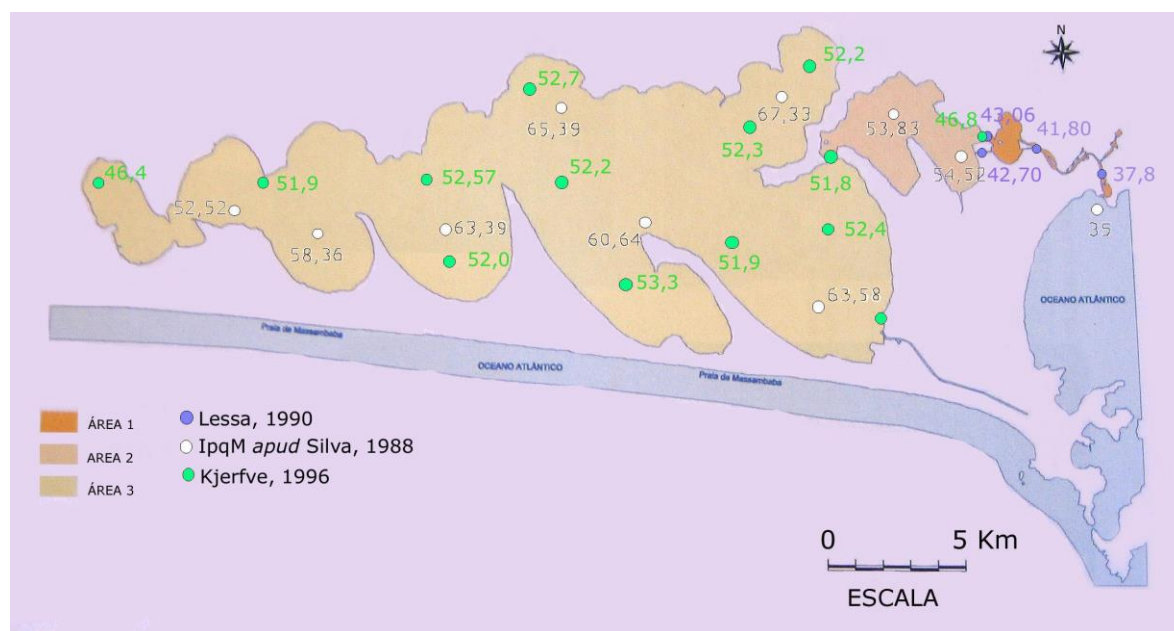 N
52,2
52,7
67,33
65,39
53,83
46,8
43,06
41,80
52,3
54,52
42,70
51,8
37,8
46,4
51,9
52,57
52,2
52,52
35
58,36
63,39
60,64
52,4
52,0
51,9
53,3
63,58
OCEANO ATLÂNTICO
Praia da Massambaba
OCEANO ATLÂNTICO
Praia da Massambaba
ÁREA 1
AREA 2
ÁREA 3
Lessa, 1990
IpqM apud Silva, 1988
Kjerfve, 1996
0 5 Km
ESCALA